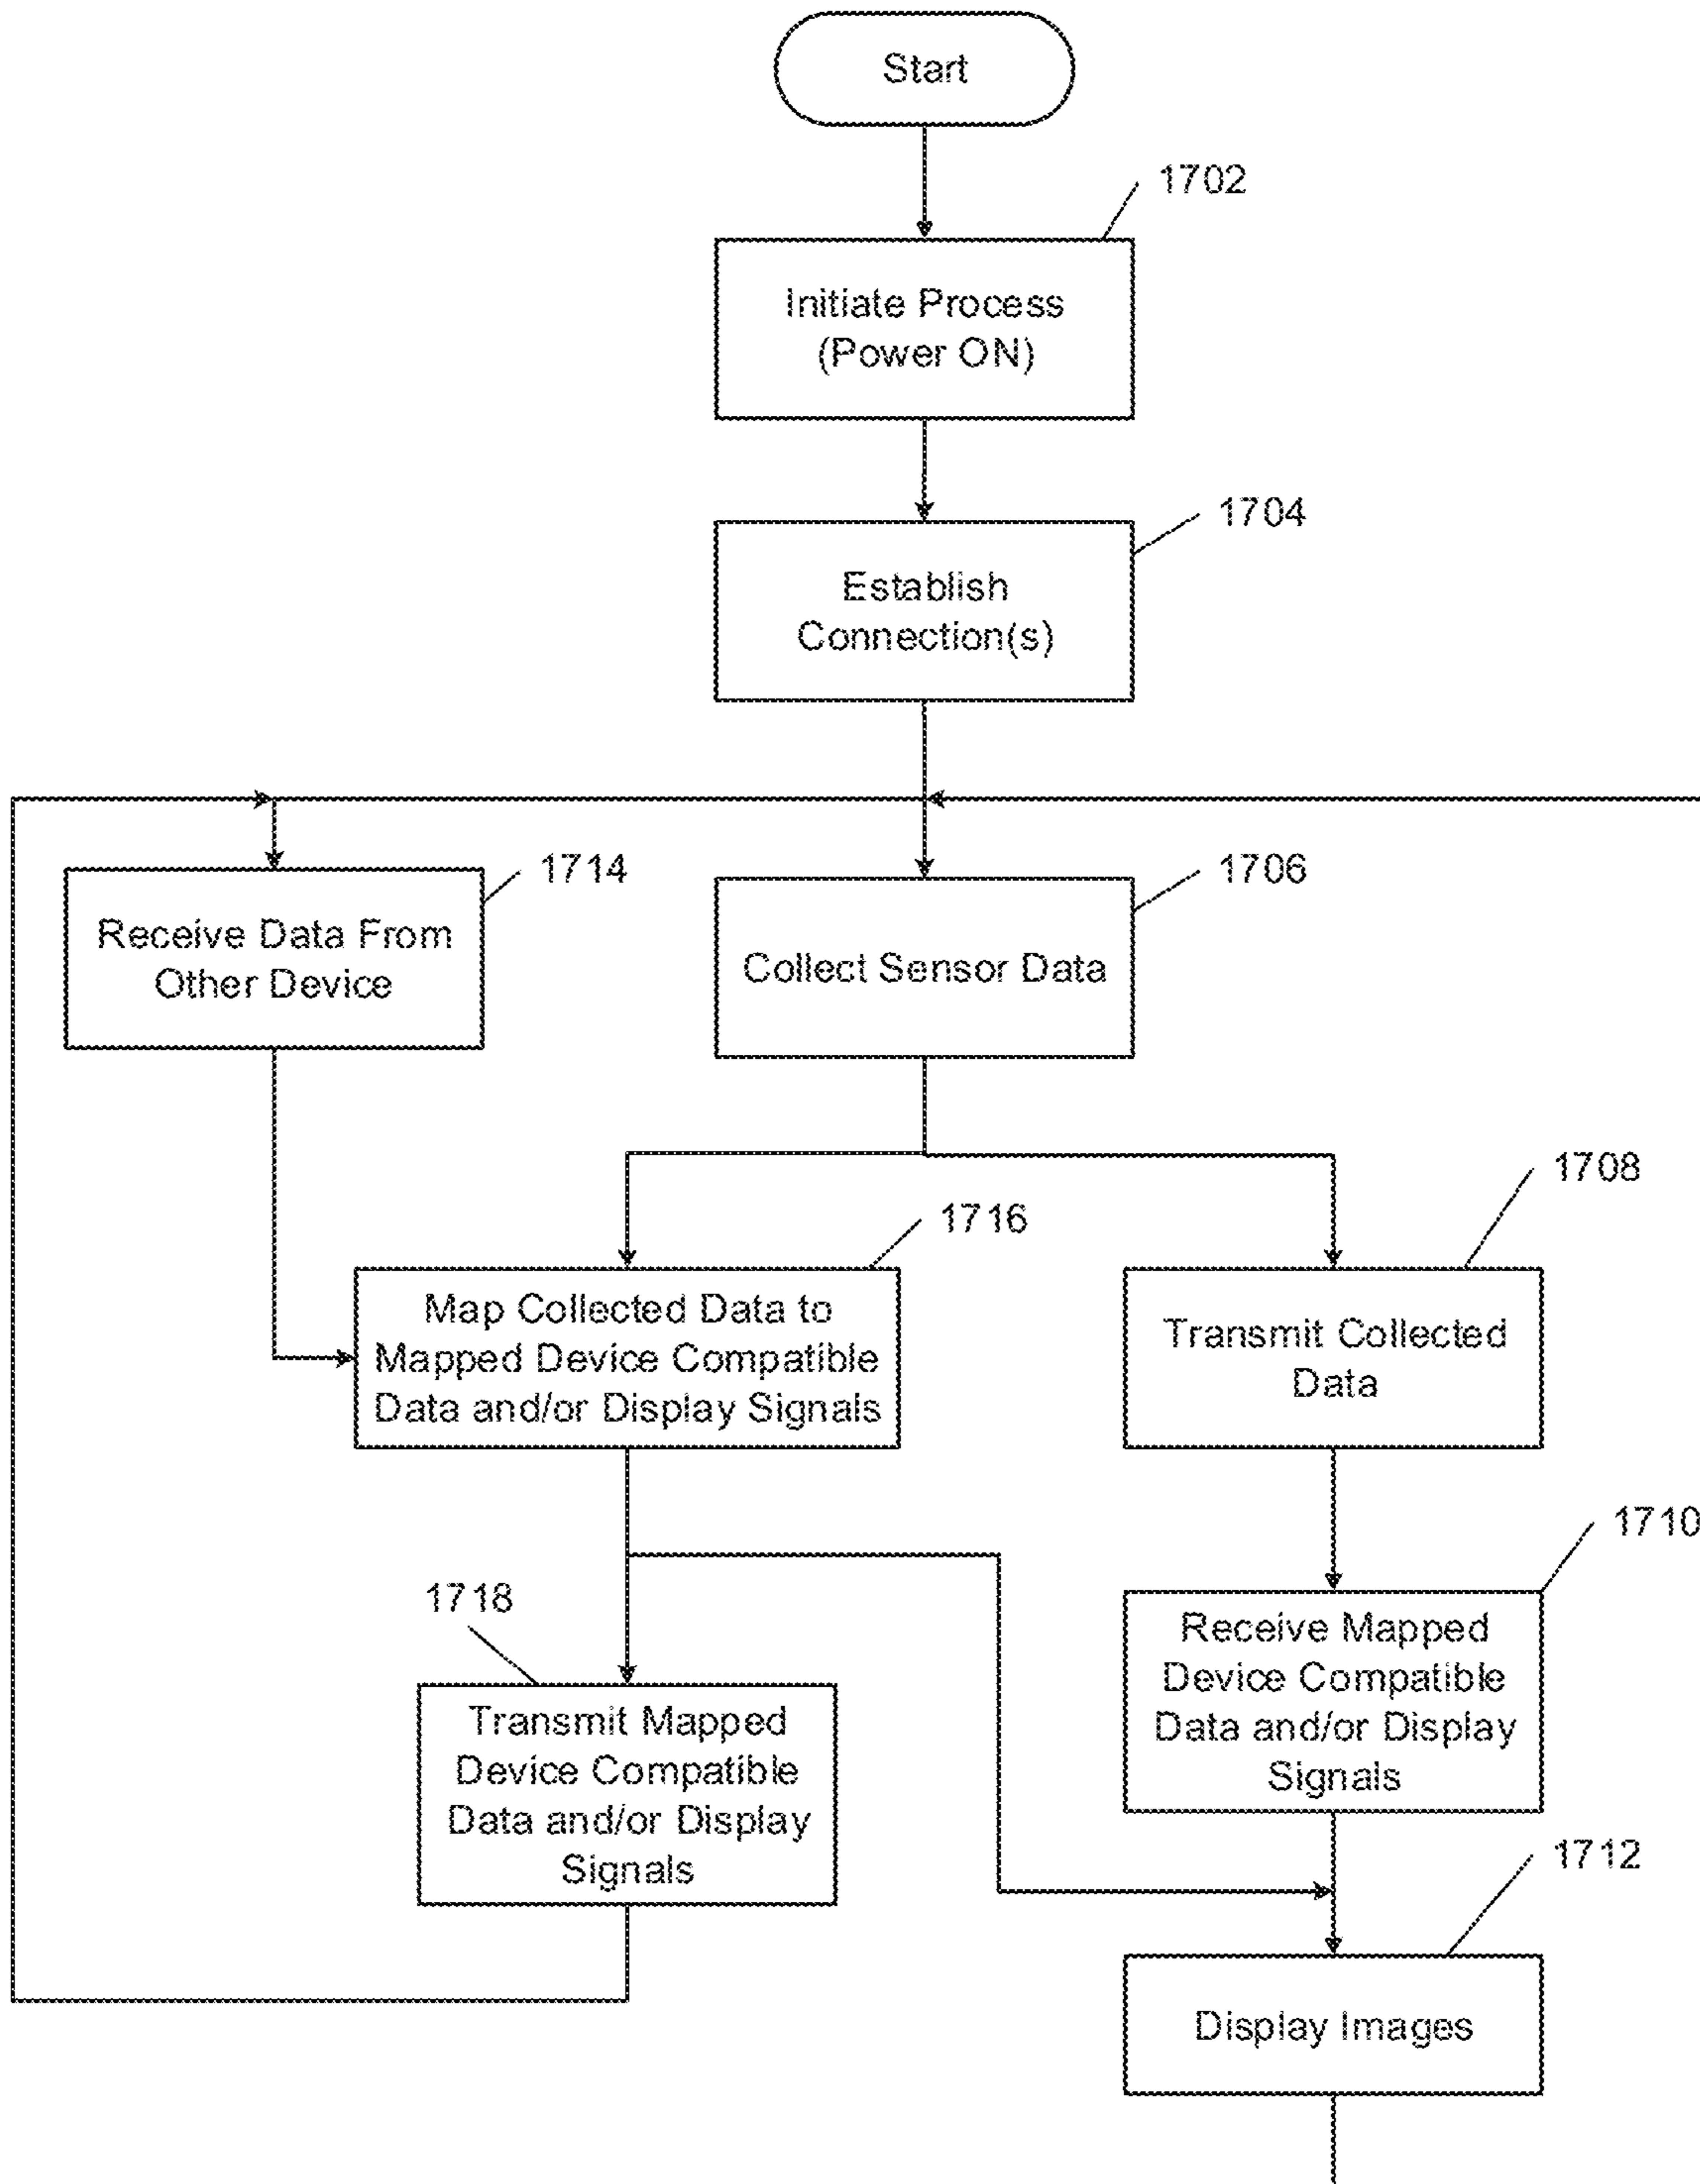 Start
1702
Initiate Process
(Power ON)
1704
Establish
Connection(s)
1714
Receive Data From
Other Device
1706
Collect Sensor Data
1716
Map Collected Data to
Mapped Device Compatible
Data and/or Display Signals
1708
Transmit Collected
Data
1718
Transmit Mapped
Device Compatible
Data and/or Display
Signals
1710
Receive Mapped
Device Compatible
Data and/or Display
Signals
1712
Display Images